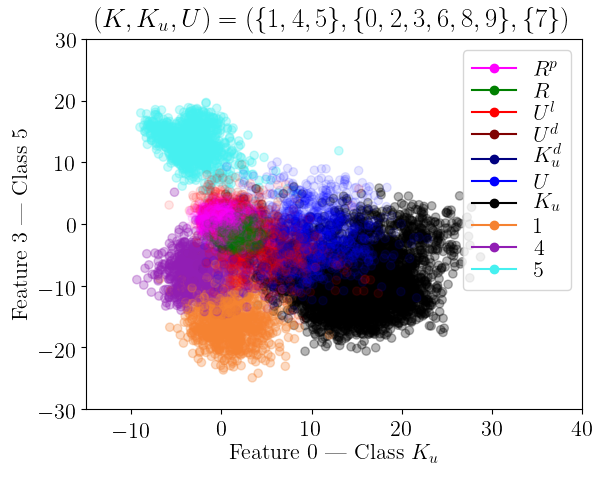 (K, K_u, U) = ({1, 4, 5}, {0, 2, 3, 6, 8, 9}, {7})
30
20
10
0
−10
−20
−30
Feature 3 — Class 5
R^p
R
U^l
U^d
K_u^d
U
K_u
1
4
5
−10 0 10 20 30 40
Feature 0 — Class K_u